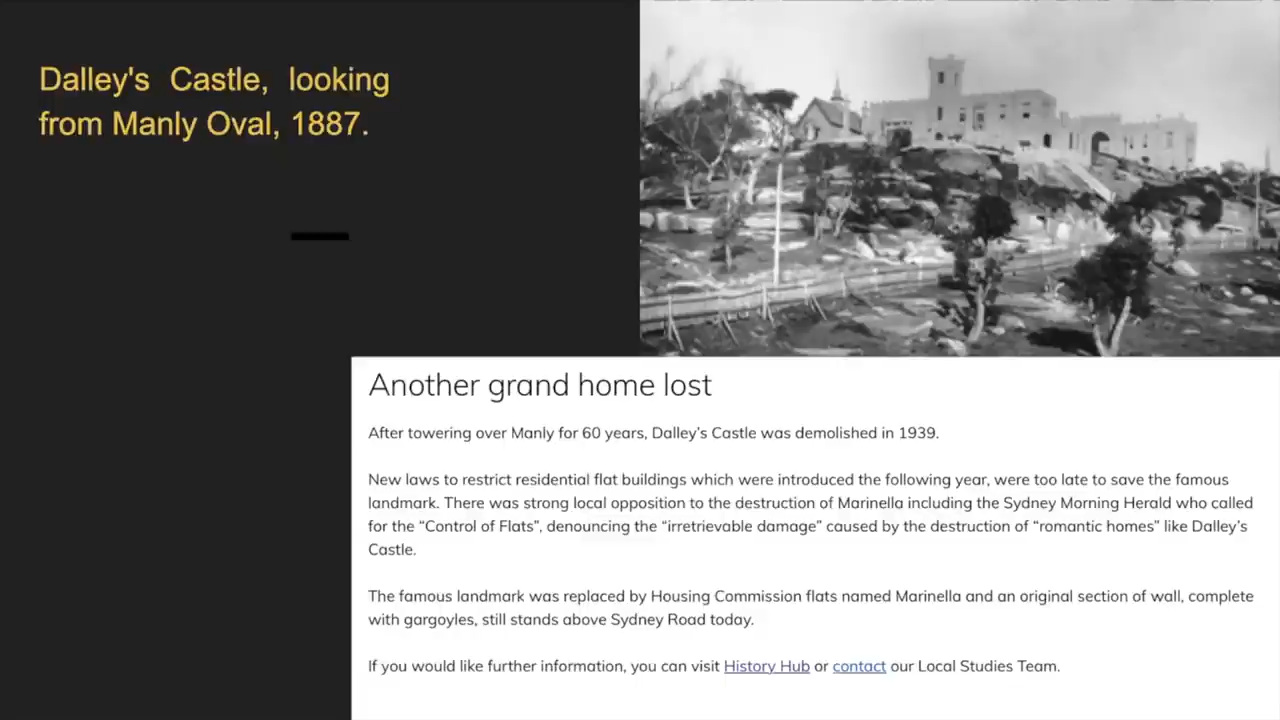 Dalley's Castle, looking
from Manly Oval, 1887.
Another grand home lost
After towering over Manly for 60 years, Dalley’s Castle was demolished in 1939.
New laws to restrict residential flat buildings which were introduced the following year, were too late to save the famous
landmark. There was strong local opposition to the destruction of Marinella including the Sydney Morning Herald who called
for the “Control of Flats”, denouncing the “irretrievable damage” caused by the destruction of “romantic homes” like Dalley’s
Castle.
The famous landmark was replaced by Housing Commission flats named Marinella and an original section of wall, complete
with gargoyles, still stands above Sydney Road today.
If you would like further information, you can visit History Hub or contact our Local Studies Team.